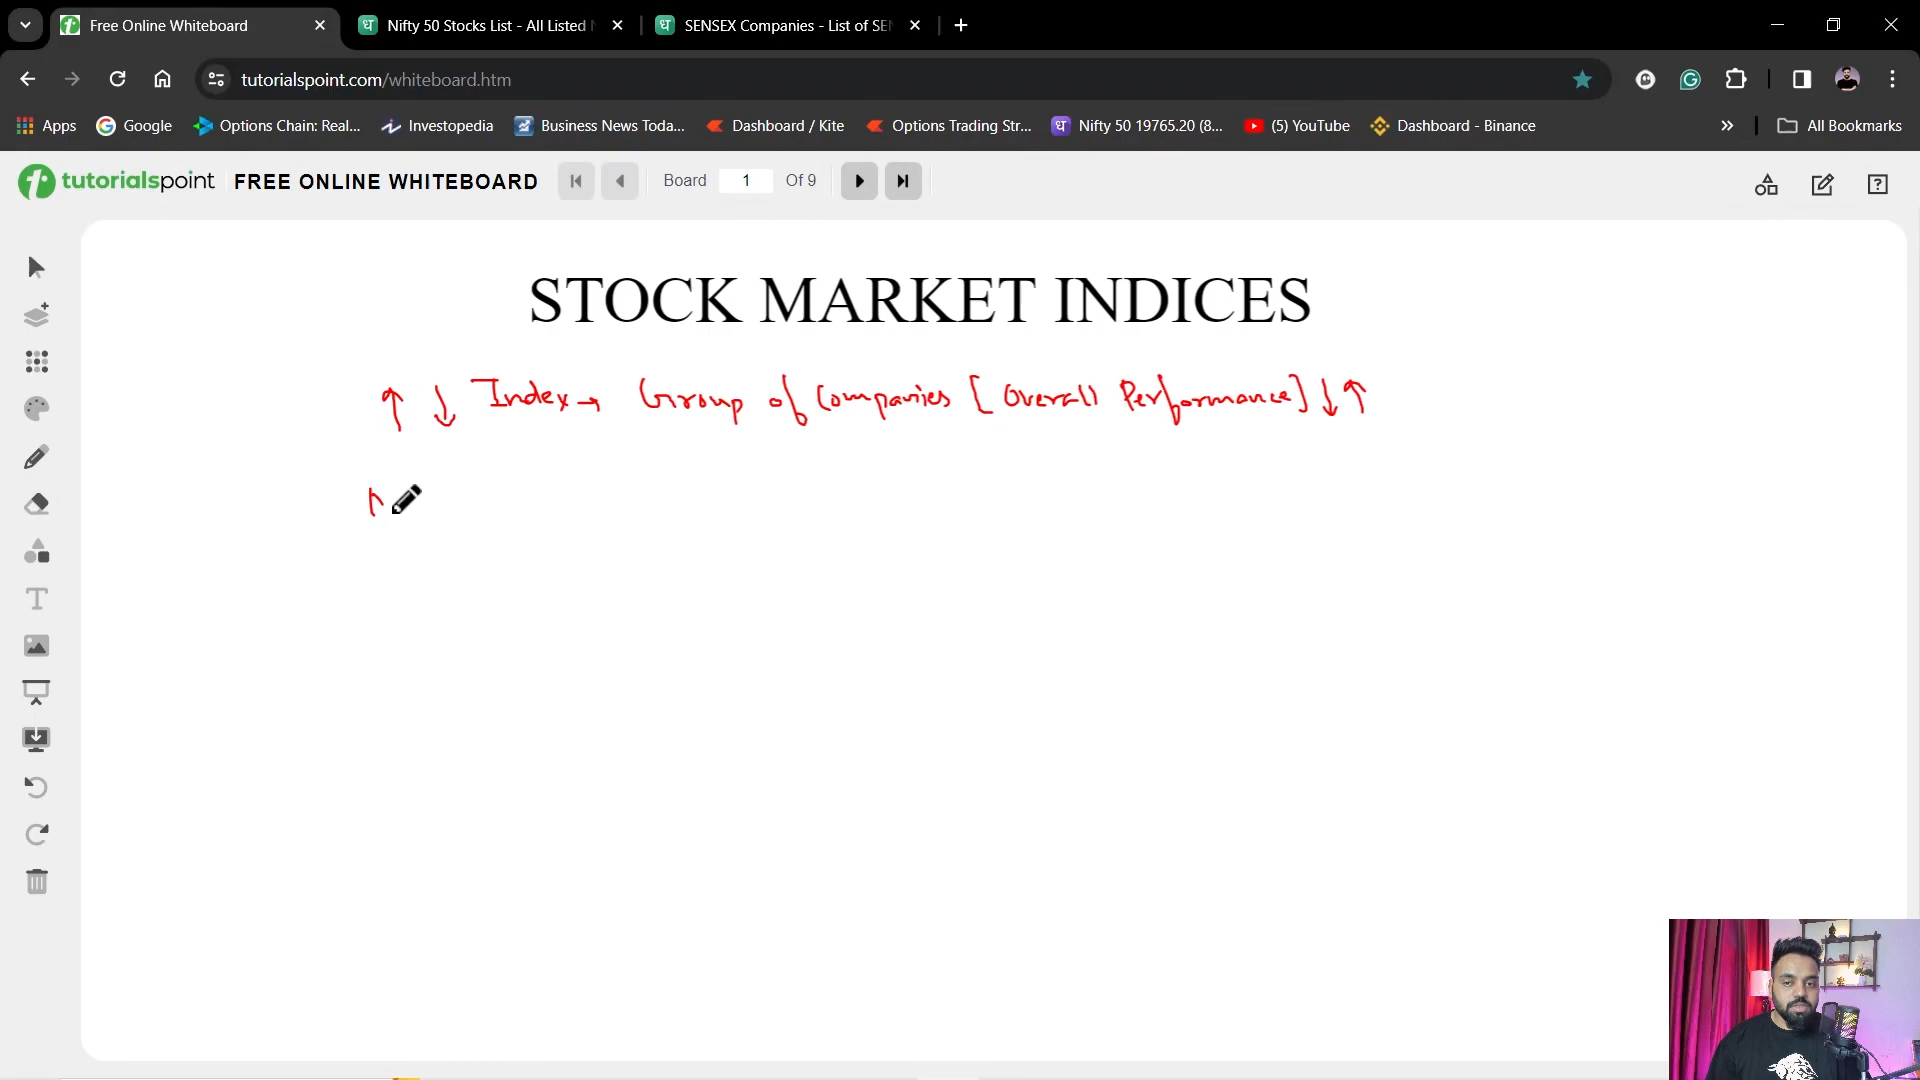 Free Online Whiteboard
Nifty 50 Stocks List - All Listed
SENSEX Companies - List of SE
tutorialspoint.com/whiteboard.htm
Apps Google Options Chain: Real... Investopedia Business News Toda... Dashboard / Kite Options Trading Str... Nifty 50 19765.20 (8... (5) YouTube Dashboard - Binance All Bookmarks
tutorialspoint FREE ONLINE WHITEBOARD Board 1 Of 9
STOCK MARKET INDICES
↑ ↓ Index → Group of Companies [Overall Performance] ↓ ↑